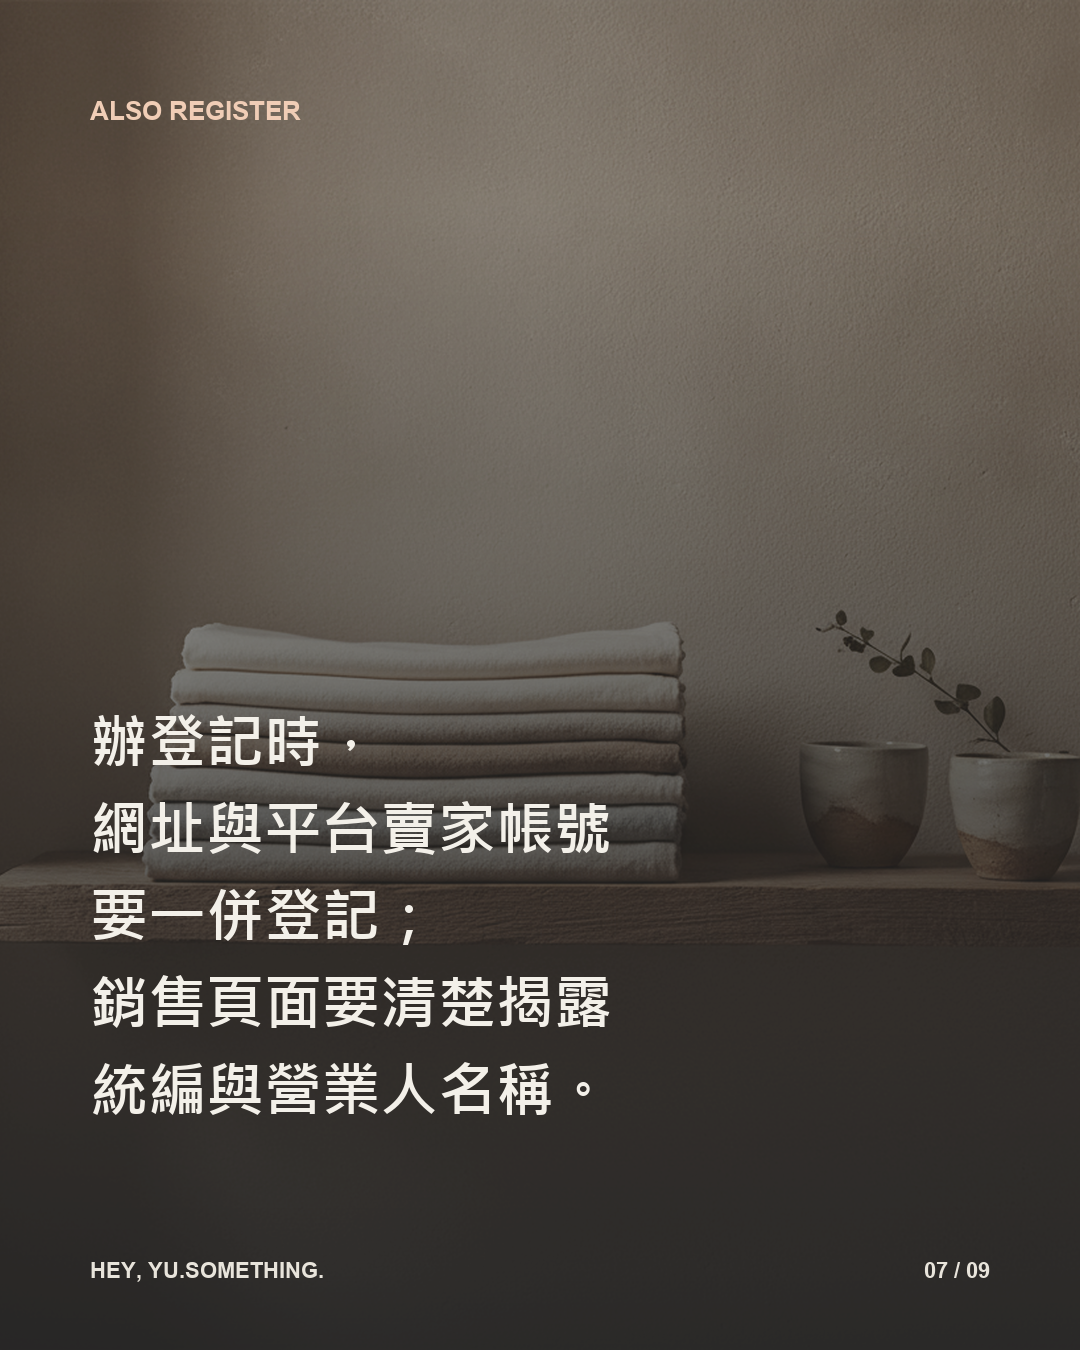 ALSO REGISTER
辦登記時，
網址與平台賣家帳號
要一併登記；
銷售頁面要清楚揭露
統編與營業人名稱。
HEY, YU.SOMETHING.
07 / 09